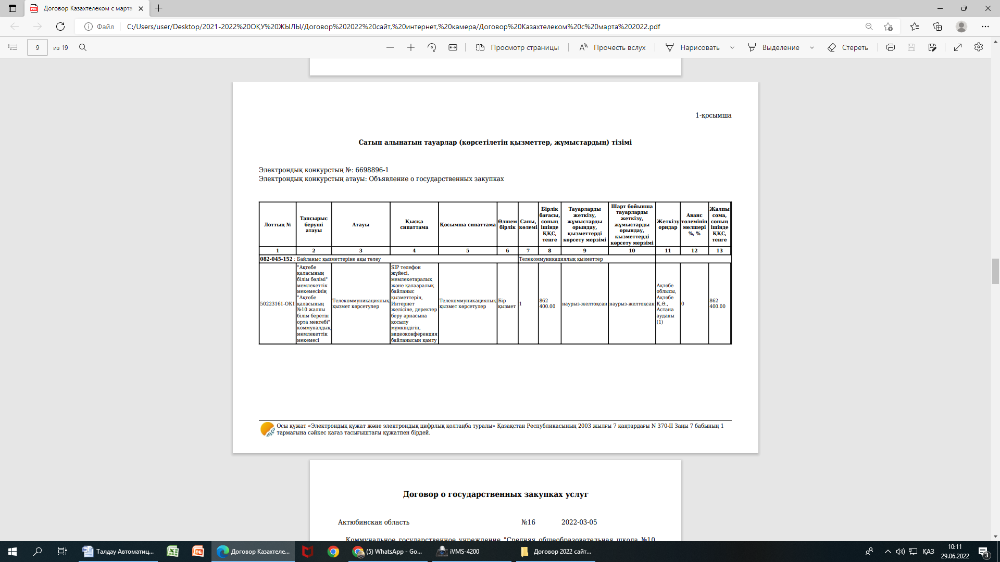 Договор Казахтелеком с марта
Файл
C:/Users/user/Desktop/2021-2022%20ОҚУ%20ЖЫЛЫ/Договор%202022%20сайт,%20интернет,%20камера/Договор%20Казахтелеком%20с%20марта%202022.pdf
9 из 19
Просмотр страницы
Прочесть вслух
Нарисовать
Выделение
Стереть
1-қосымша
Сатып алынатын тауарлар (көрсетілетін қызметтер, жұмыстардың) тізімі
Электрондық конкурстың №: 6698896-1
Электрондық конкурстың атауы: Объявление о государственных закупках
Лоттың №
Тапсырыс
беруші
атауы
Атауы
Қысқа
сипаттама
Қосымша сипаттама
Өлшем
бірлік
Саны,
көлемі
Бірлік
бағасы,
соның
ішінде
ҚҚС,
тенге
Тауарларды
жеткізу,
жұмыстарды
орындау,
қызметтерді
көрсету мерзімі
Шарт бойынша
тауарларды
жеткізу,
жұмыстарды
орындау,
қызметтерді
көрсету мерзімі
Жеткізу
орндар
Аванс
төлемінің
мөлшері
%, %
Жалпы
сома,
соның
ішінде
ҚҚС,
тенге
1 2 3 4 5 6 7 8 9 10 11 12 13
082-045-152 : Байланыс қызметтеріне ақы төлеу
Телекоммуникациялық қызметтер
50223161-ОК1
"Ақтөбе
қаласының
білім бөлімі"
мемлекеттік
мекемесінің
"Ақтөбе
қаласының
№10 жалпы
білім беретін
орта мектебі"
коммуналдық
мемлекеттік
мекемесі
Телекоммуникациялық
қызмет көрсетулер
SIP телефон
жүйесі,
мемлекетаралық
және қалааралық
байланыс
қызметтерін,
Интернет
желісіне, деректер
беру арнасына
қосылу
мүмкіндігін,
видеоконференция
байланысын қамту
Телекоммуникациялық
қызмет көрсетулер
Бір
қызмет
1
862
400.00
наурыз-желтоқсан
наурыз-желтоқсан
Ақтөбе
облысы,
Ақтөбе
Қ.Ә.,
Астана
ауданы
(1)
0
862
400.00
Осы құжат «Электрондық құжат және электрондық цифрлық қолтаңба туралы» Қазақстан Республикасының 2003 жылғы 7 қаңтардағы N 370-II Заңы 7 бабының 1
тармағына сәйкес қағаз тасығыштағы құжатпен бірдей.
Договор о государственных закупках услуг
Актюбинская область №16 2022-03-05
Коммунальное государственное учреждение "Средняя общеобразовательная школа №10
Талдау Автоматиц...
Договор Казахтеле...
(5) WhatsApp - Go...
iVMS-4200
Договор 2022 сайт...
ҚАЗ
10:11
29.06.2022
3